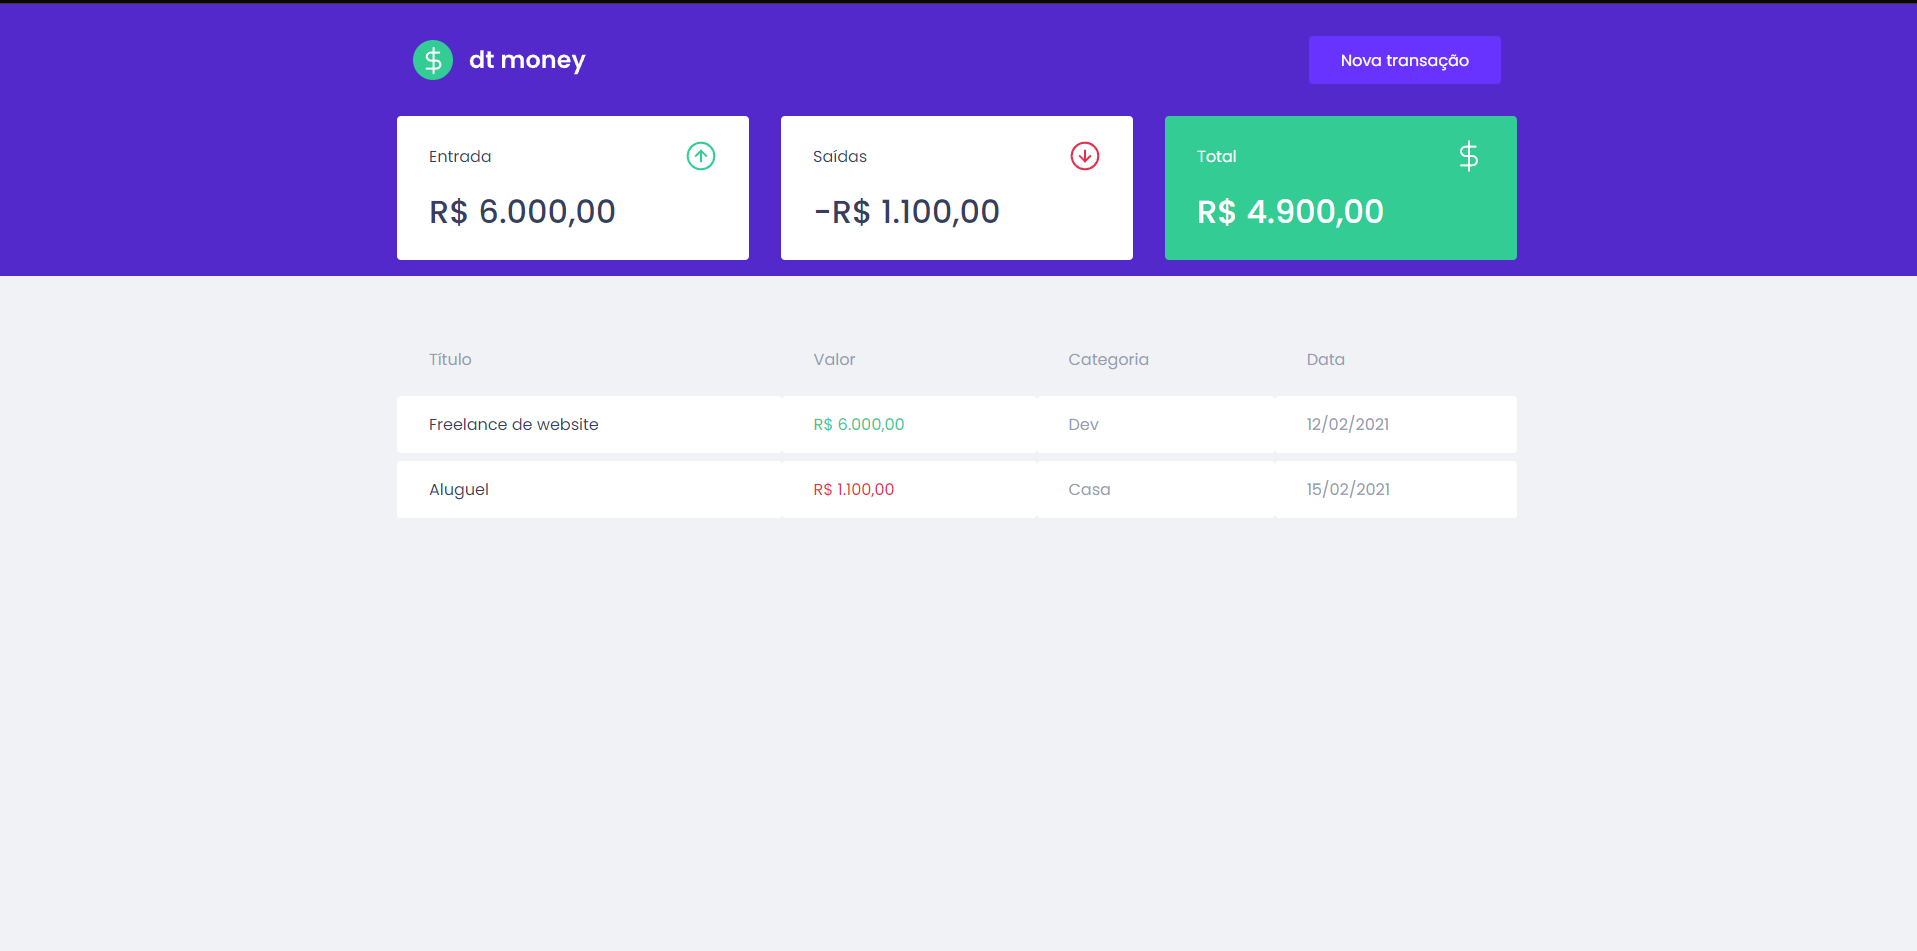 $ dt money
Nova transação
Entrada
R$ 6.000,00
Saídas
-R$ 1.100,00
Total
$
R$ 4.900,00
Título Valor Categoria Data
Freelance de website R$ 6.000,00 Dev 12/02/2021
Aluguel R$ 1.100,00 Casa 15/02/2021